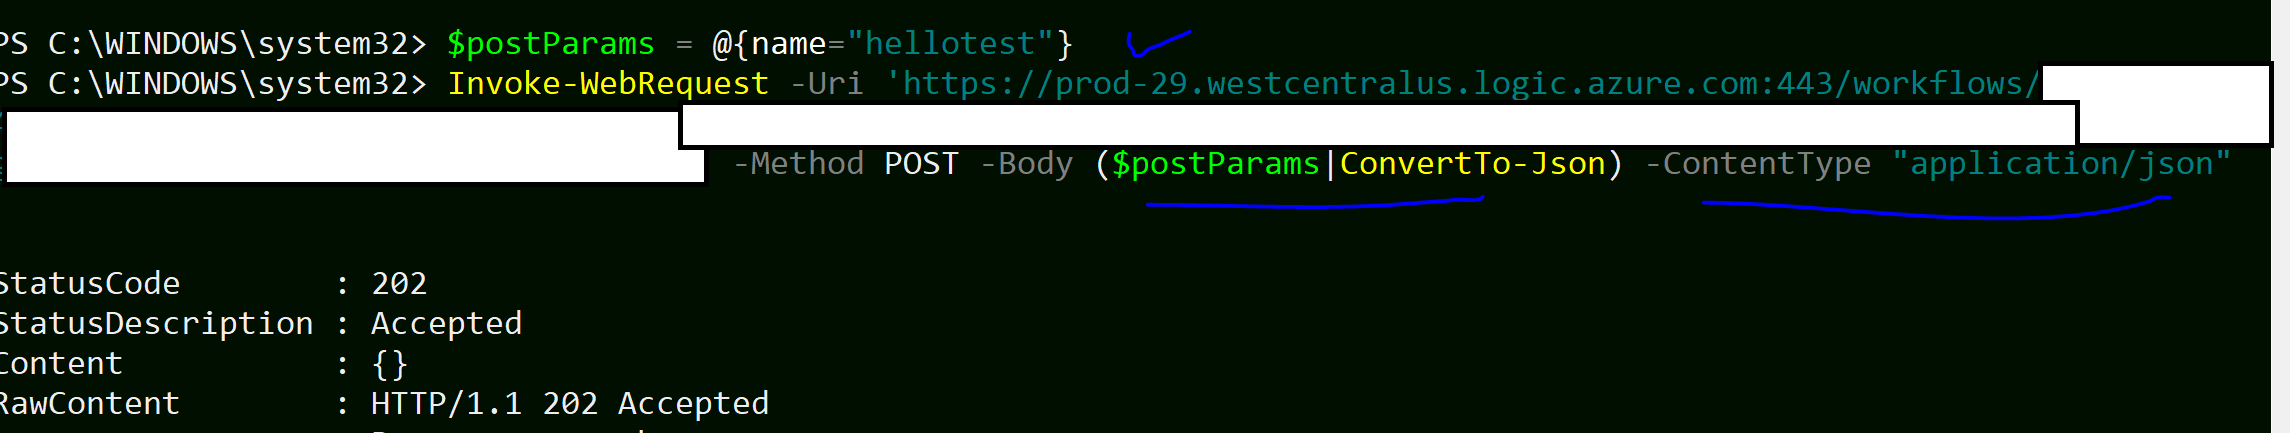 PS C:\WINDOWS\system32> $postParams = @{name="hellotest"}
PS C:\WINDOWS\system32> Invoke-WebRequest -Uri 'https://prod-29.westcentralus.logic.azure.com:443/workflows/
-Method POST -Body ($postParams|ConvertTo-Json) -ContentType "application/json"
StatusCode : 202
StatusDescription : Accepted
Content : {}
RawContent : HTTP/1.1 202 Accepted